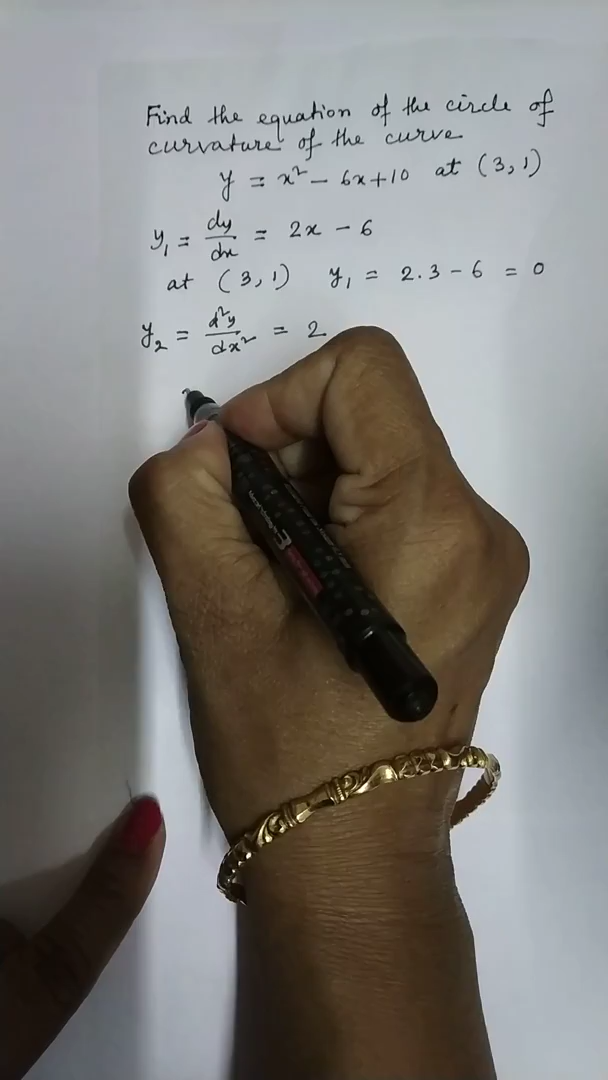 Find the equation of the circle of
curvature of the curve
y = x² - 6x + 10 at (3, 1)
y₁ = dy/dx = 2x - 6
at (3, 1) y₁ = 2.3 - 6 = 0
y₂ = d²y/dx² = 2